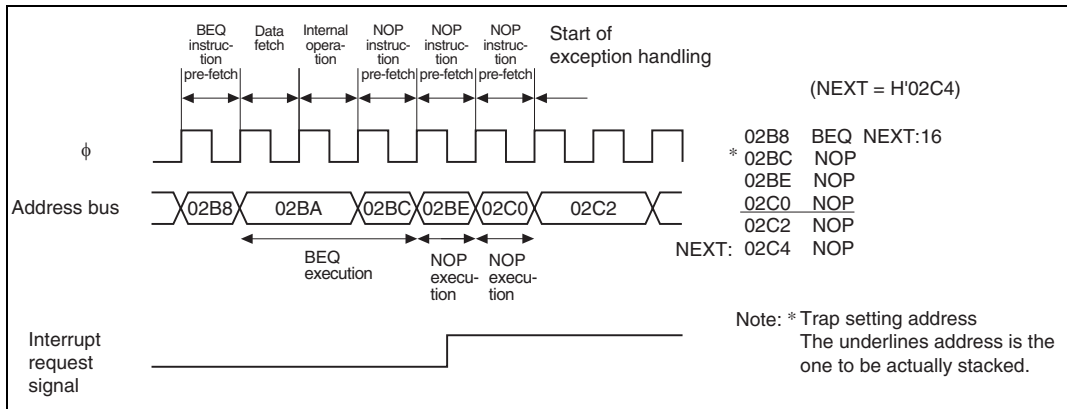 BEQ
instruc-
tion
pre-fetch
Data
fetch
Internal
opera-
tion
NOP
instruc-
tion
pre-fetch
NOP
instruc-
tion
pre-fetch
NOP
instruc-
tion
pre-fetch
Start of
exception handling
(NEXT = H'02C4)
ϕ
Address bus
02B8
02BA
02BC
02BE
02C0
02C2
BEQ
execution
NOP
execu-
tion
NOP
execu-
tion
02B8 BEQ NEXT:16
* 02BC NOP
02BE NOP
02C0 NOP
02C2 NOP
NEXT: 02C4 NOP
Interrupt
request
signal
Note: * Trap setting address
The underlines address is the
one to be actually stacked.